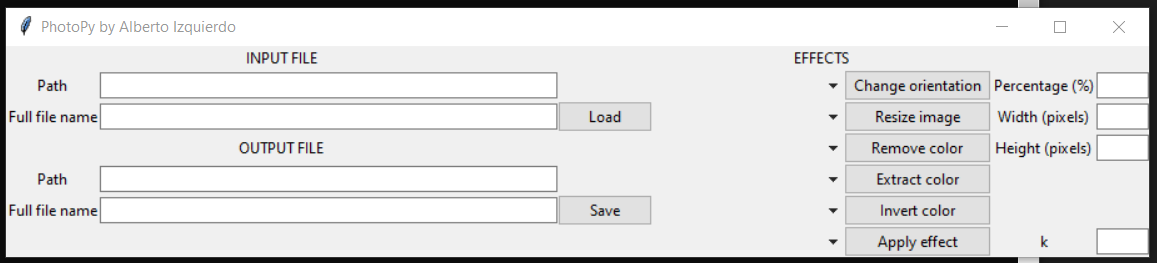 PhotoPy by Alberto Izquierdo
INPUT FILE
EFFECTS
Path
Change orientation
Percentage (%)
Full file name
Load
Resize image
Width (pixels)
OUTPUT FILE
Remove color
Height (pixels)
Path
Extract color
Full file name
Save
Invert color
Apply effect
k